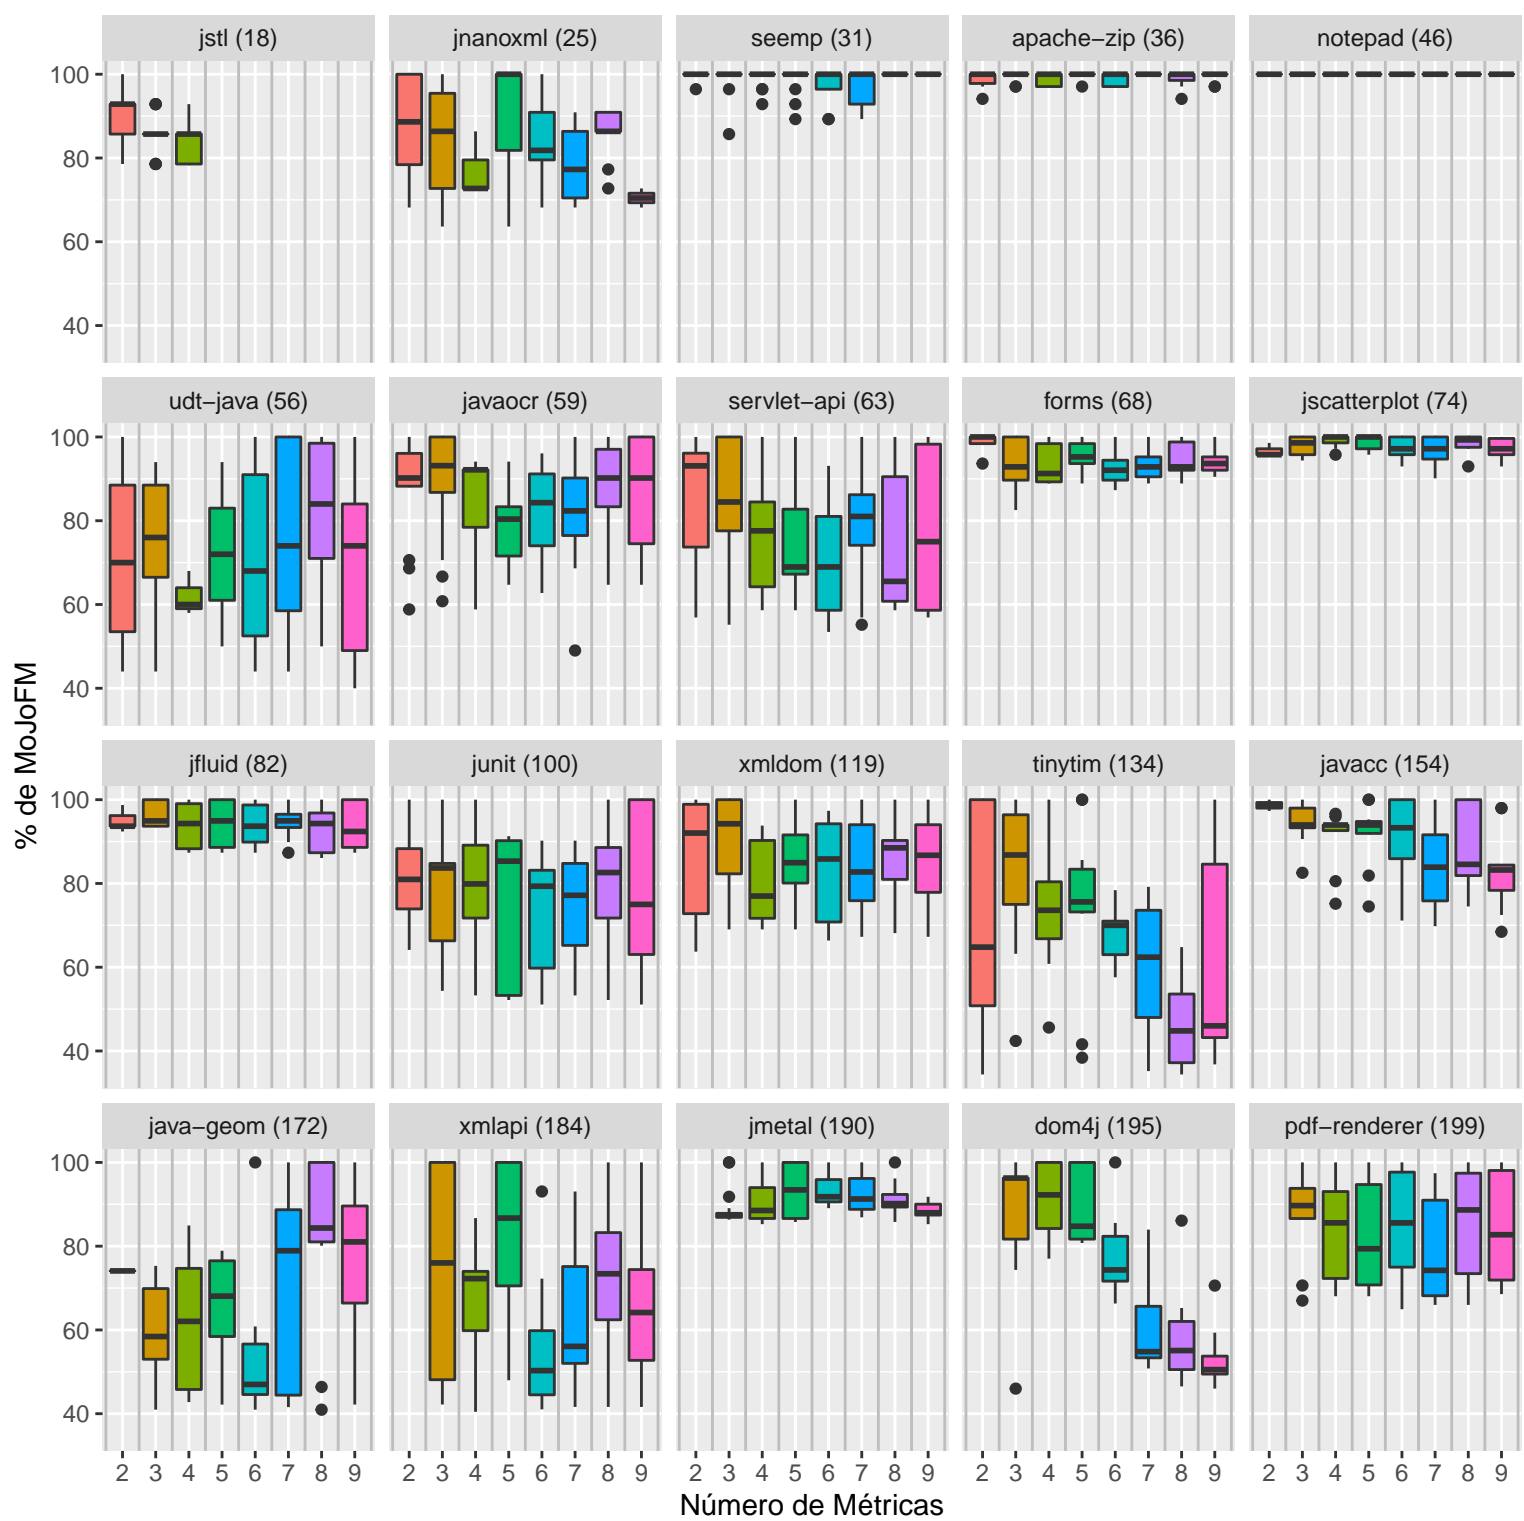 jstl (18) jnanoxml (25) seemp (31) apache−zip (36) notepad (46)
100
80
60
40
udt−java (56) javaocr (59) servlet−api (63) forms (68) jscatterplot (74)
100
80
60
40
jfluid (82) junit (100) xmldom (119) tinytim (134) javacc (154)
100
80
60
40
java−geom (172) xmlapi (184) jmetal (190) dom4j (195) pdf−renderer (199)
100
80
60
40
2 3 4 5 6 7 8 9 2 3 4 5 6 7 8 9 2 3 4 5 6 7 8 9 2 3 4 5 6 7 8 9 2 3 4 5 6 7 8 9
Número de Métricas
% de MoJoFM